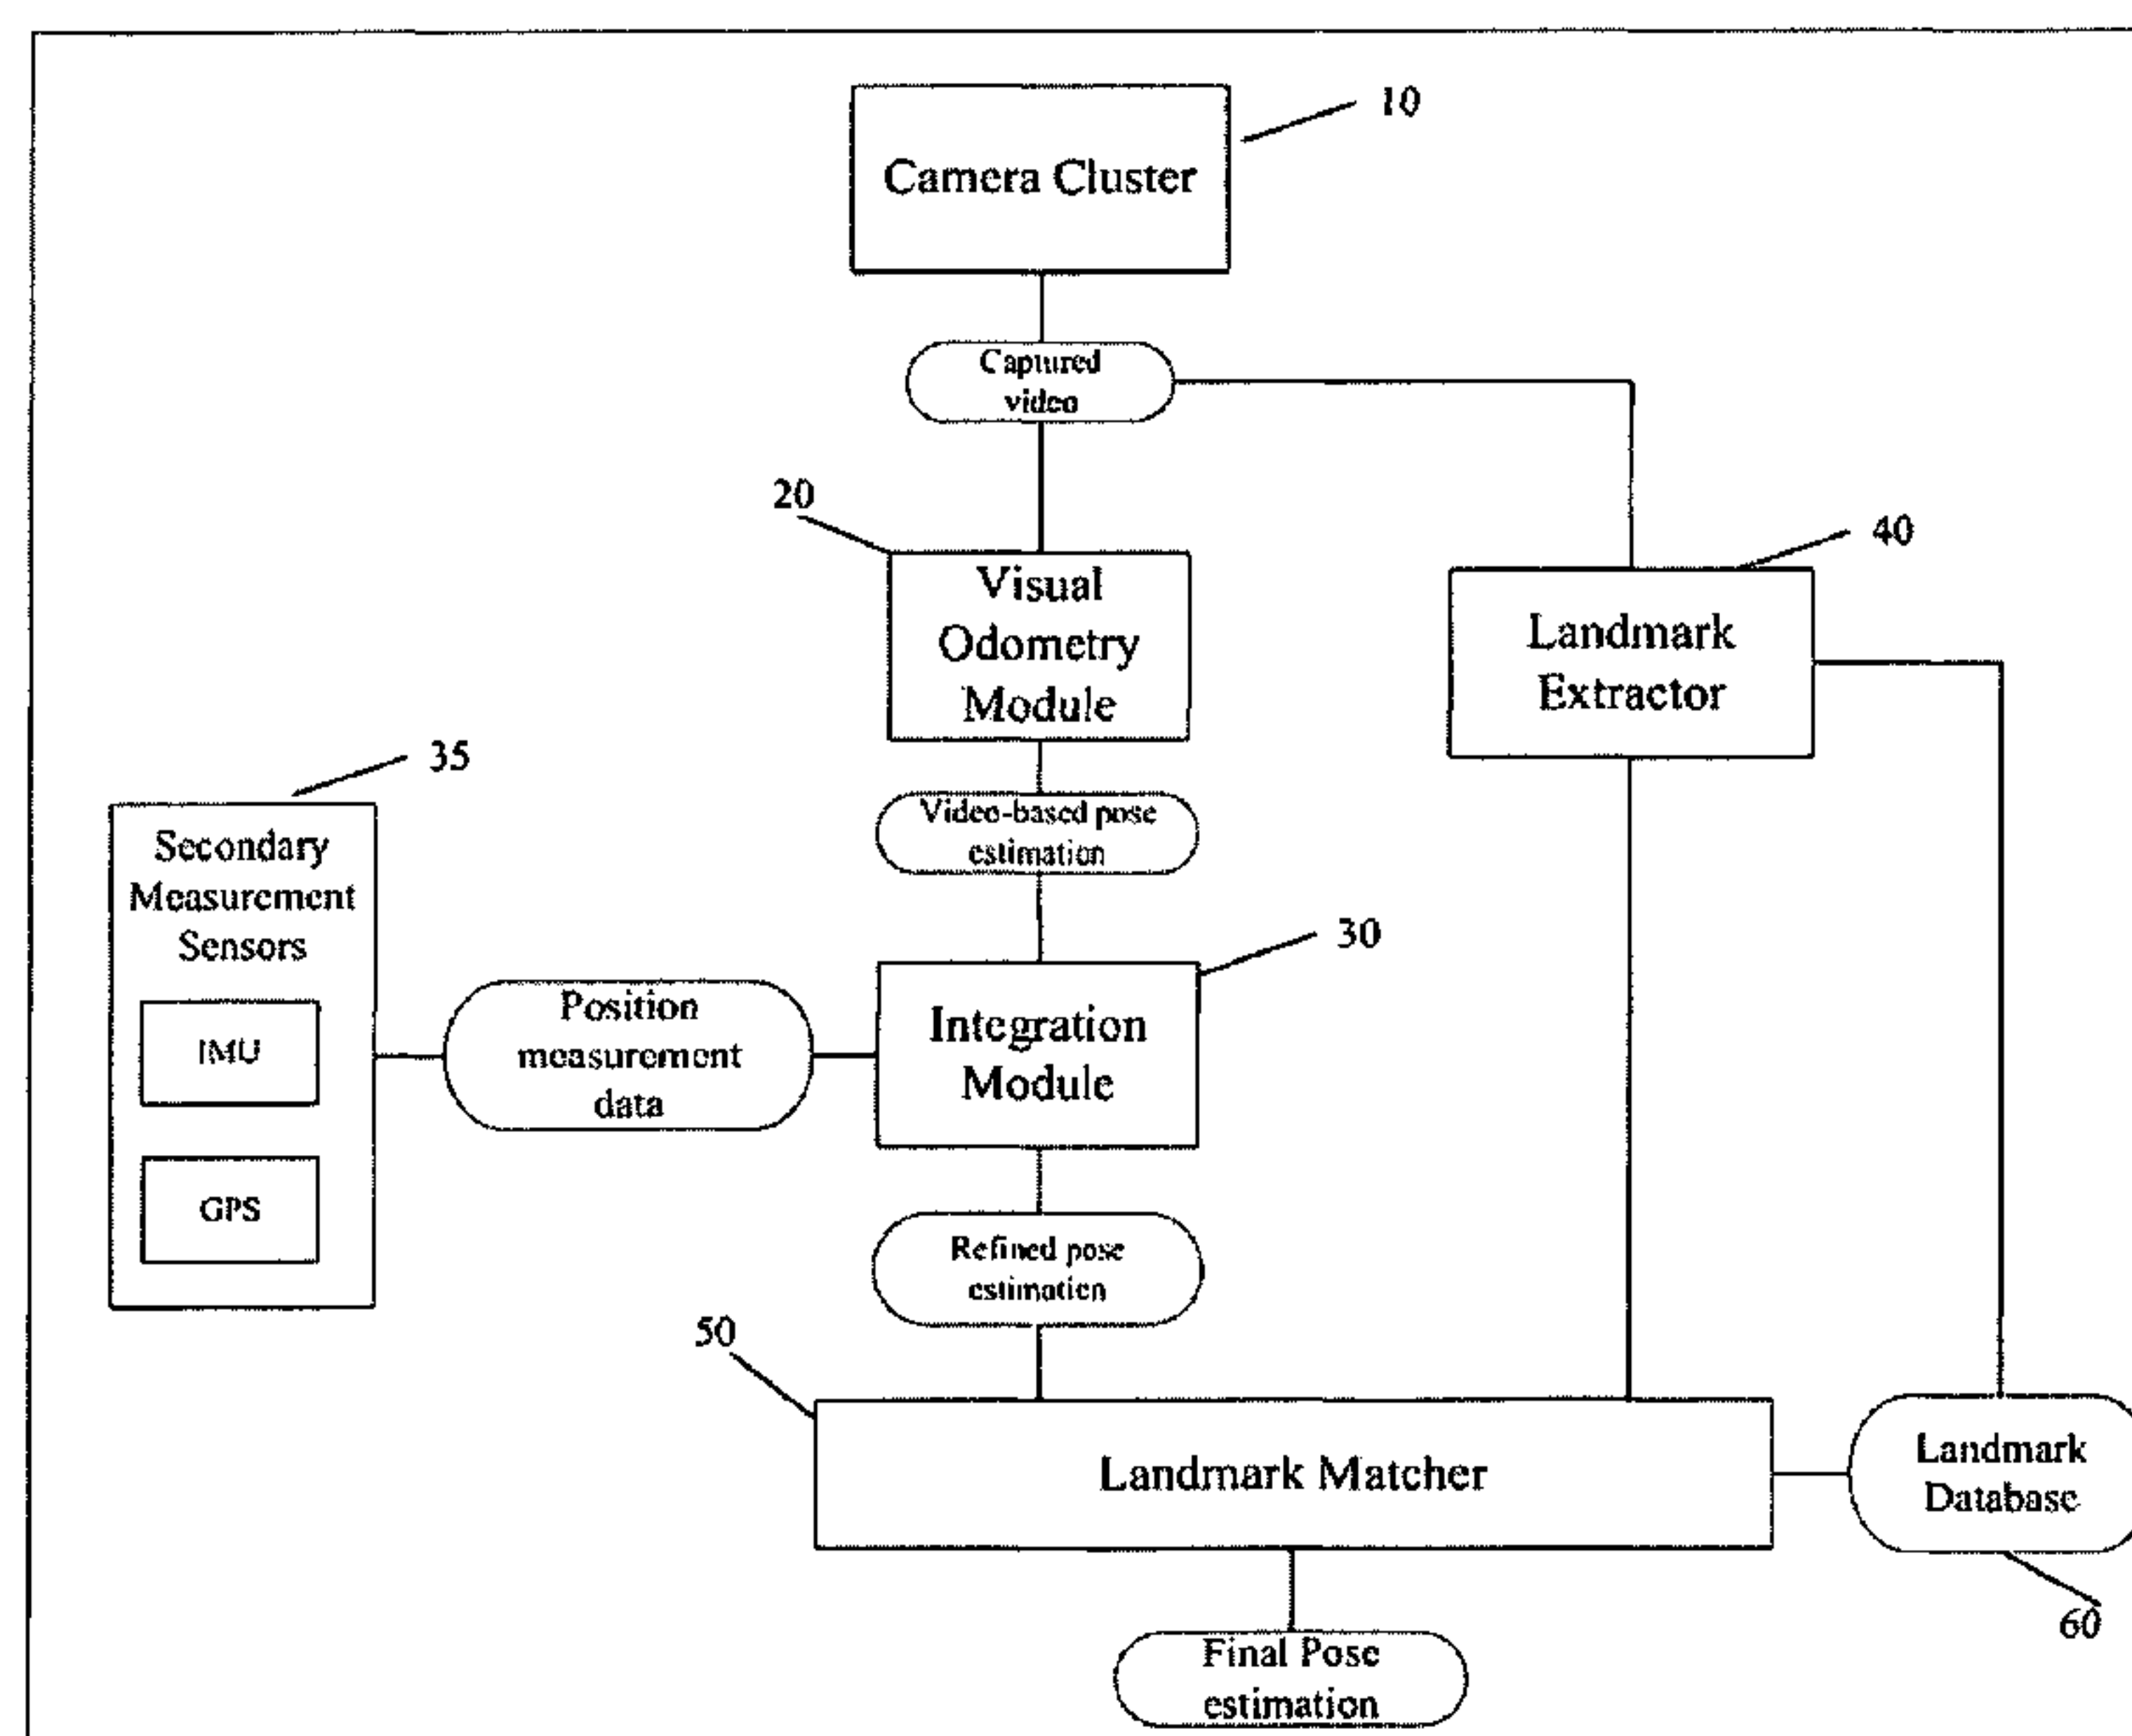 10
Camera Cluster
Captured
video
20
Visual
Odometry
Module
40
Landmark
Extractor
35
Secondary
Measurement
Sensors
IMU
GPS
Video-based pose
estimation
30
Position
measurement
data
Integration
Module
Refined pose
estimation
50
Landmark Matcher
Landmark
Database
60
Final Pose
estimation